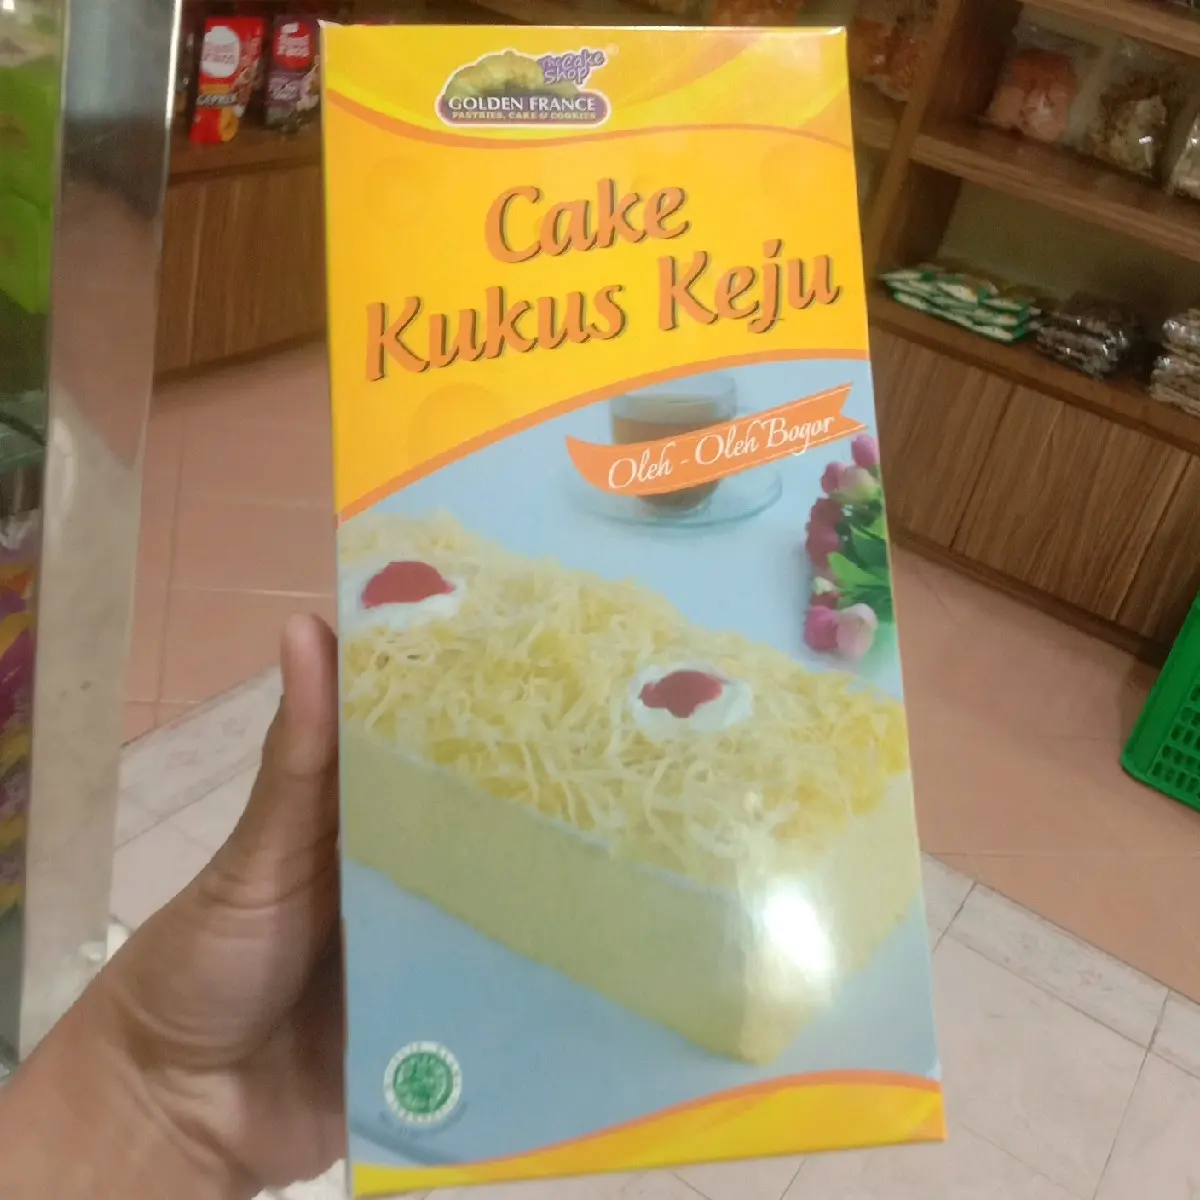 The Cake
Shop
GOLDEN FRANCE
PASTRIES, CAKE & COOKIES
Cake
Kukus Keju
Oleh - Oleh Bogor